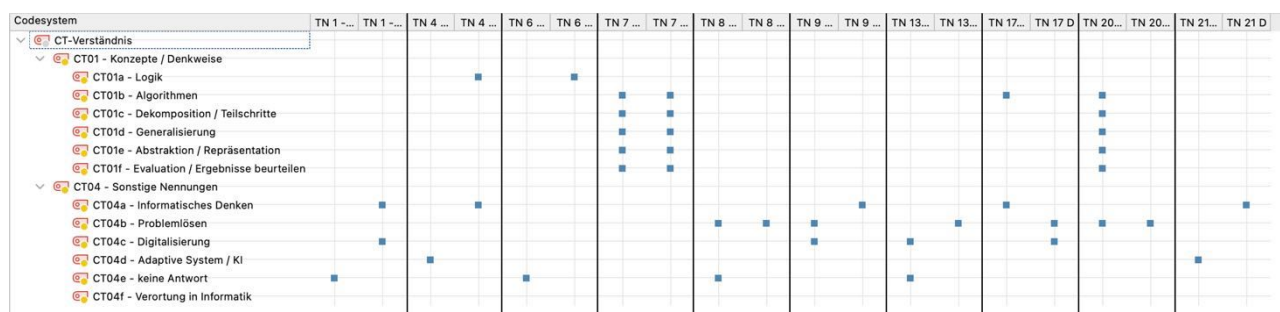 Codesystem TN 1 -... TN 1 -... TN 4 ... TN 4 ... TN 6 ... TN 6 ... TN 7 ... TN 7 ... TN 8 ... TN 8 ... TN 9 ... TN 9 ... TN 13... TN 13... TN 17... TN 17 D TN 20... TN 20... TN 21... TN 21 D
CT-Verständnis
CT01 - Konzepte / Denkweise
CT01a - Logik
CT01b - Algorithmen
CT01c - Dekomposition / Teilschritte
CT01d - Generalisierung
CT01e - Abstraktion / Repräsentation
CT01f - Evaluation / Ergebnisse beurteilen
CT04 - Sonstige Nennungen
CT04a - Informatisches Denken
CT04b - Problemlösen
CT04c - Digitalisierung
CT04d - Adaptive System / KI
CT04e - keine Antwort
CT04f - Verortung in Informatik